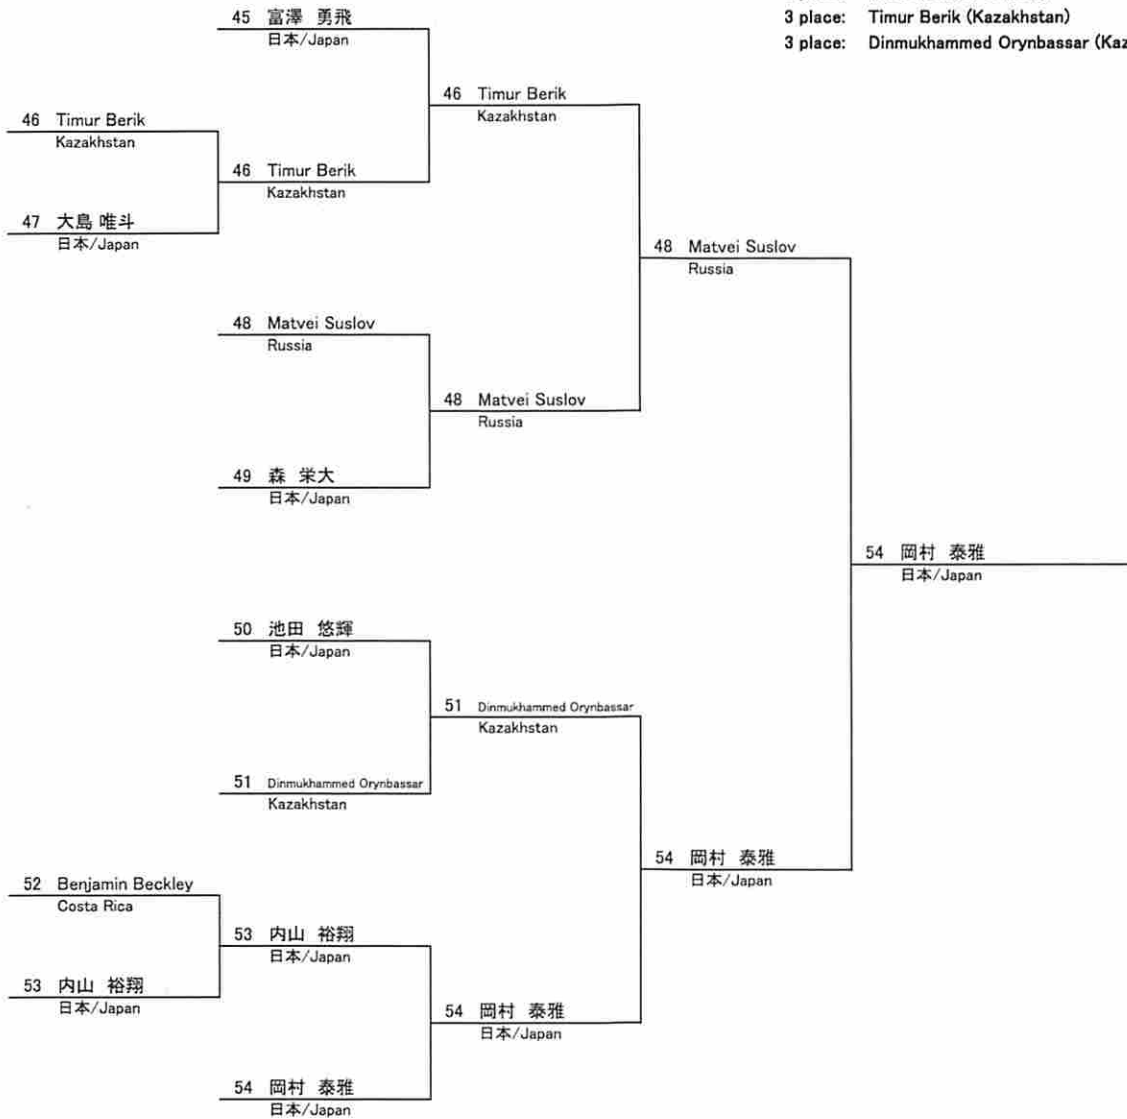 3 place: Timur Berik (Kazakhstan)
3 place: Dinmukhammed Orynbassar (Kaz
45 富澤 勇飛
日本/Japan
46 Timur Berik
Kazakhstan
46 Timur Berik
Kazakhstan
46 Timur Berik
Kazakhstan
47 大島 唯斗
日本/Japan
48 Matvei Suslov
Russia
48 Matvei Suslov
Russia
48 Matvei Suslov
Russia
49 森 栄大
日本/Japan
54 岡村 泰雅
日本/Japan
50 池田 悠輝
日本/Japan
51 Dinmukhammed Orynbassar
Kazakhstan
51 Dinmukhammed Orynbassar
Kazakhstan
54 岡村 泰雅
日本/Japan
52 Benjamin Beckley
Costa Rica
53 内山 裕翔
日本/Japan
53 内山 裕翔
日本/Japan
54 岡村 泰雅
日本/Japan
54 岡村 泰雅
日本/Japan